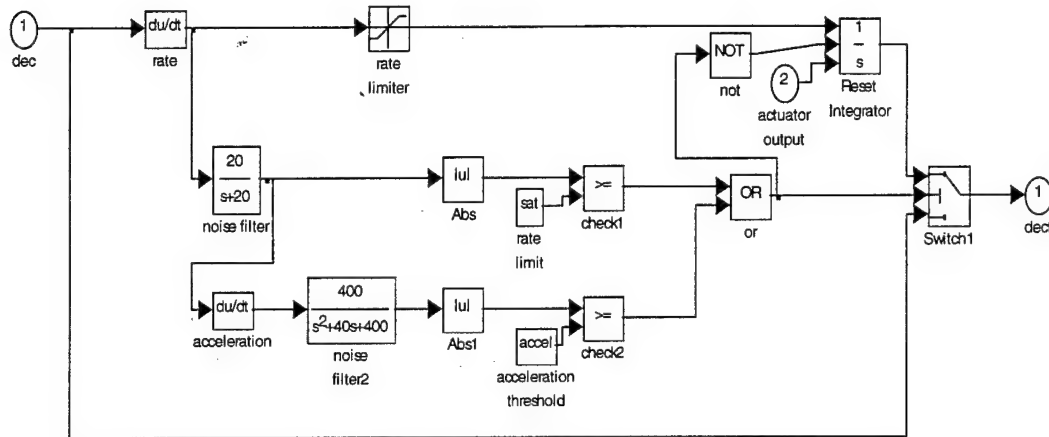 1
dec
du/dt
rate
rate
limiter
NOT
not
2
actuator
output
1
s
Reset
Integrator
20
s+20
noise filter
|u|
Abs
sat
rate
limit
>=
check1
OR
or
Switch1
1
dect
du/dt
acceleration
400
s²+40s+400
noise
filter2
|u|
Abs1
accel
acceleration
threshold
>=
check2